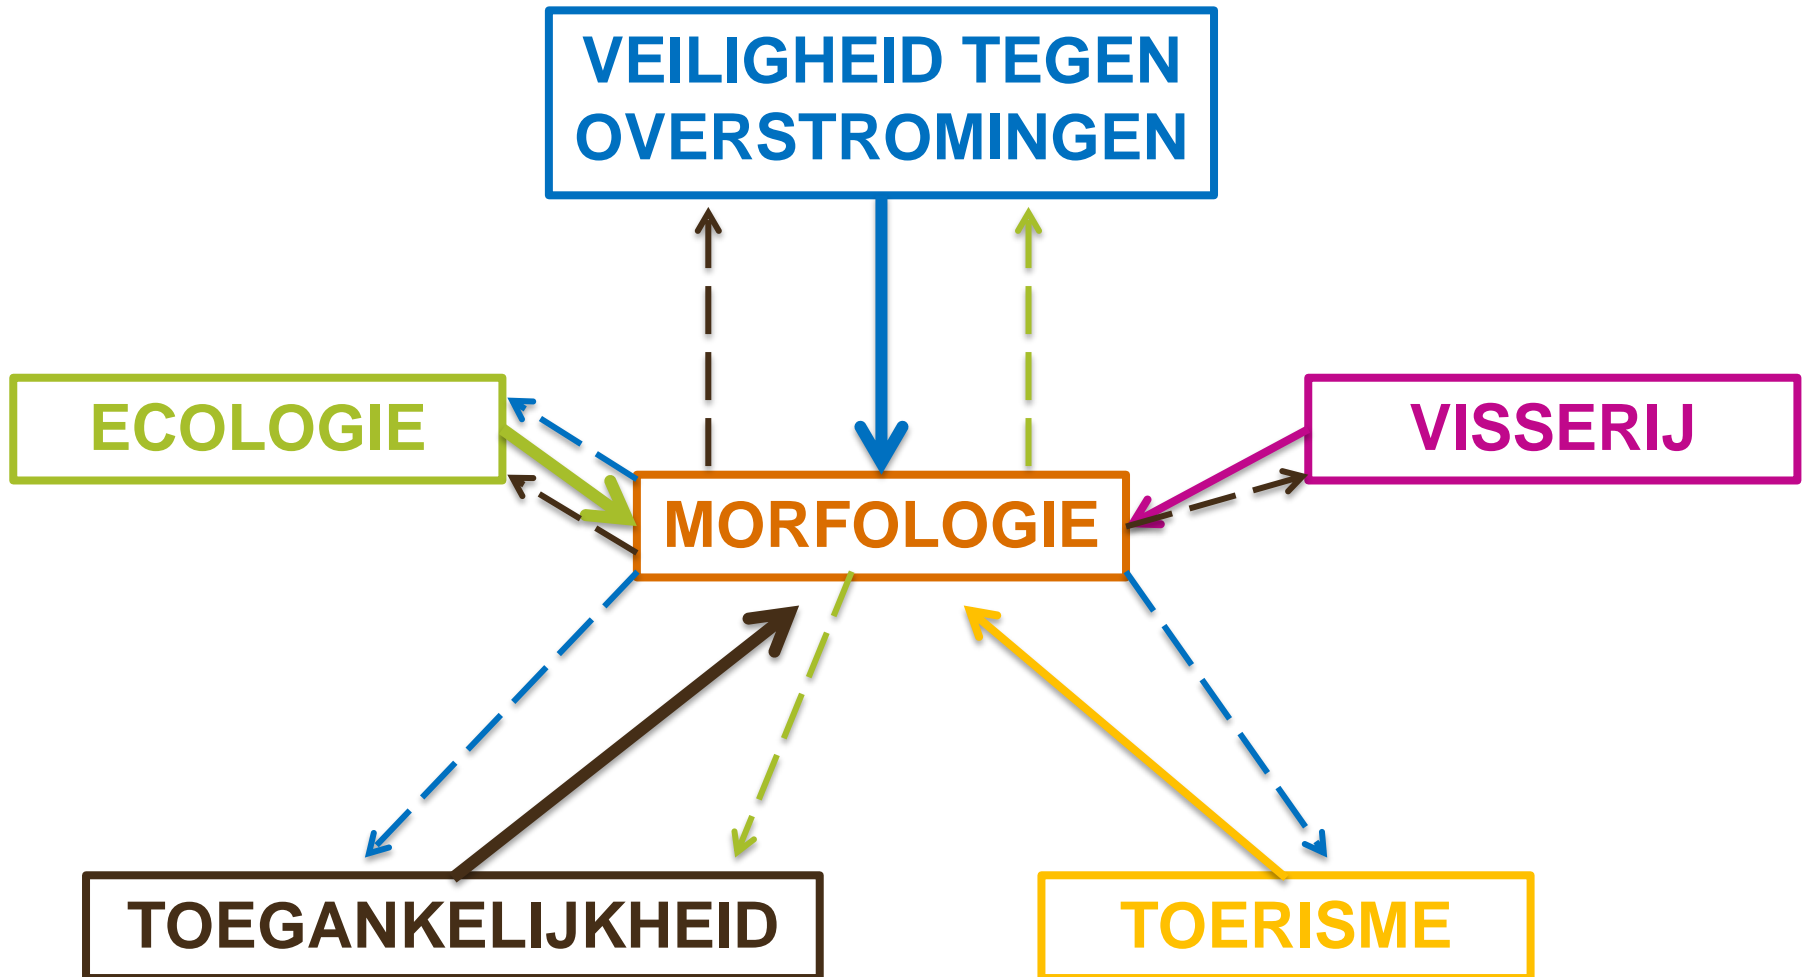 VEILIGHEID TEGEN
OVERSTROMINGEN
ECOLOGIE
VISSERIJ
MORFOLOGIE
TOEGANKELIJKHEID
TOERISME